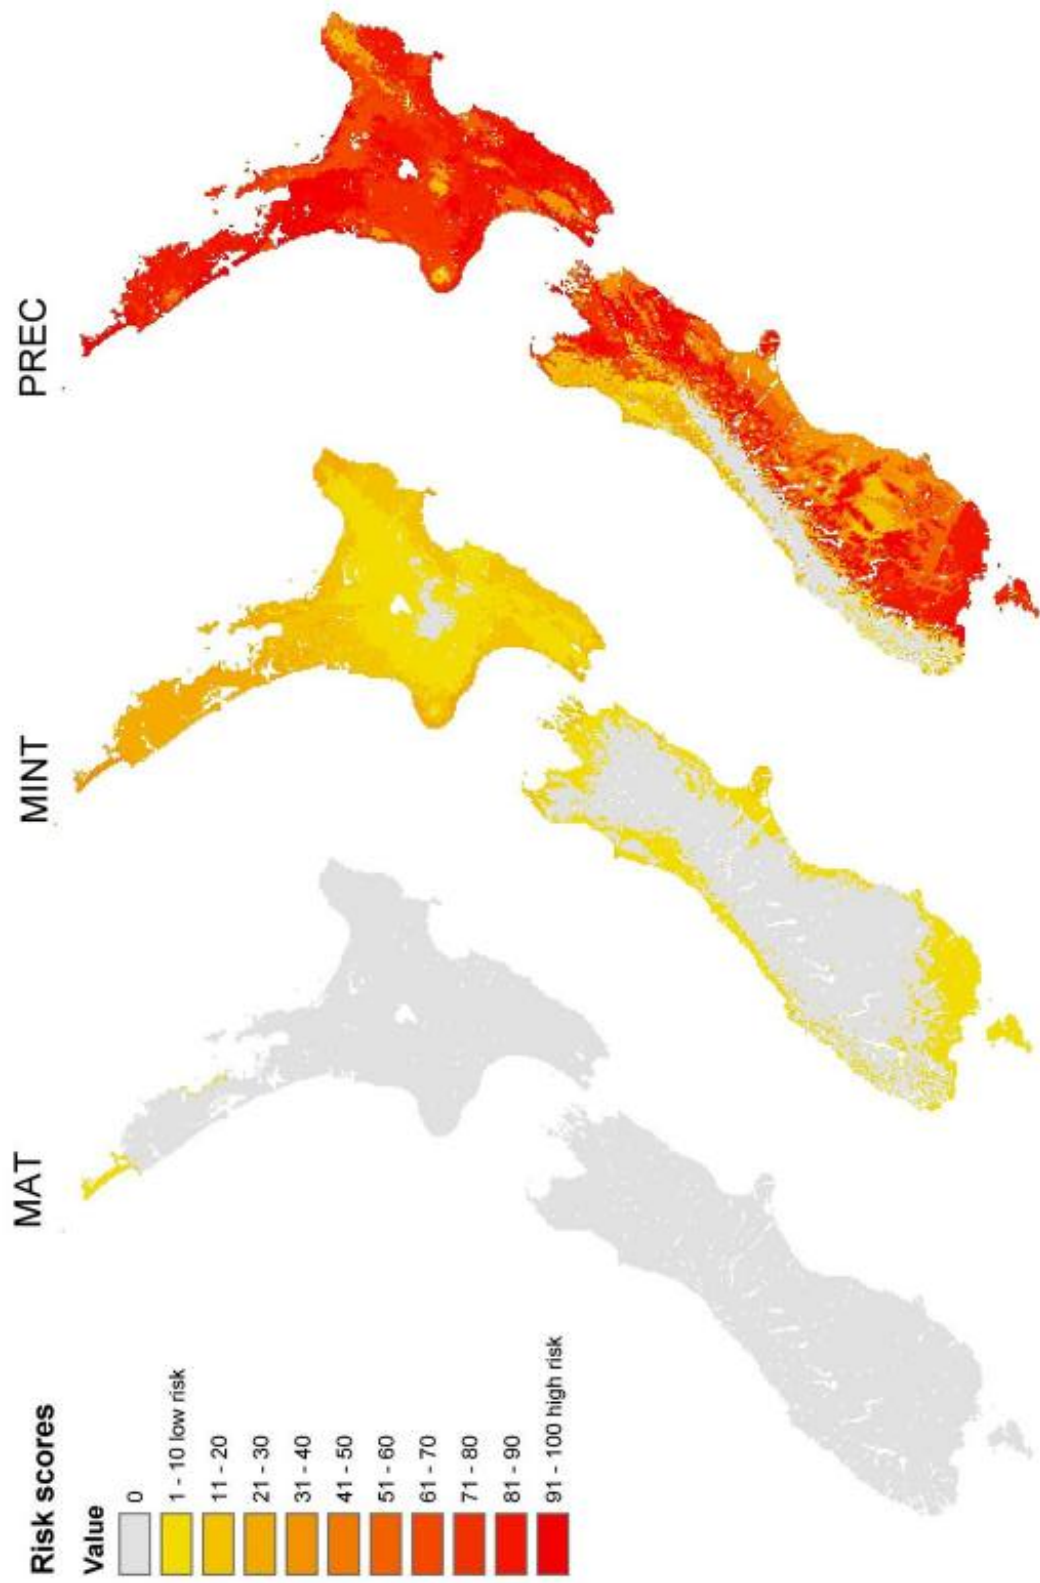 Risk scores
Value
0
1 - 10 low risk
11 - 20
21 - 30
31 - 40
41 - 50
51 - 60
61 - 70
71 - 80
81 - 90
91 - 100 high risk
MAT
MINT
PREC